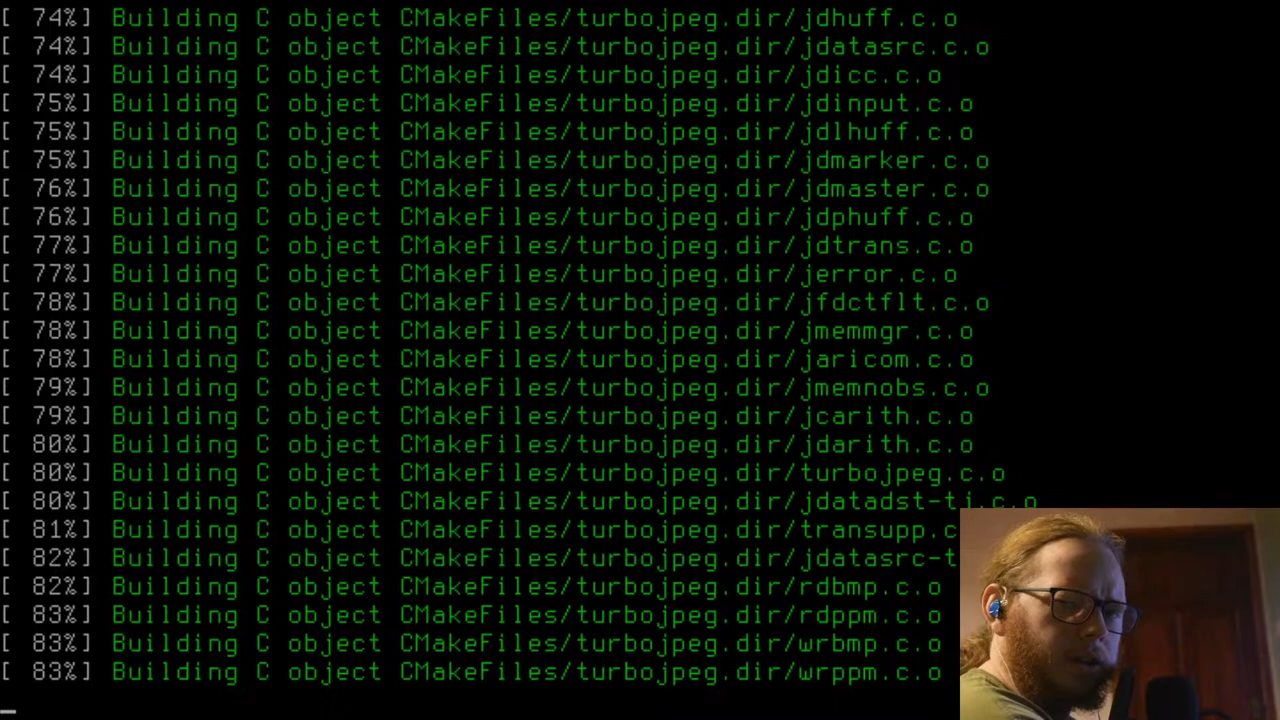 [ 74%] Building C object CMakeFiles/turbojpeg.dir/jdhuff.c.o
[ 74%] Building C object CMakeFiles/turbojpeg.dir/jdatasrc.c.o
[ 74%] Building C object CMakeFiles/turbojpeg.dir/jdicc.c.o
[ 75%] Building C object CMakeFiles/turbojpeg.dir/jdinput.c.o
[ 75%] Building C object CMakeFiles/turbojpeg.dir/jdlhuff.c.o
[ 75%] Building C object CMakeFiles/turbojpeg.dir/jdmarker.c.o
[ 76%] Building C object CMakeFiles/turbojpeg.dir/jdmaster.c.o
[ 76%] Building C object CMakeFiles/turbojpeg.dir/jdphuff.c.o
[ 77%] Building C object CMakeFiles/turbojpeg.dir/jdtrans.c.o
[ 77%] Building C object CMakeFiles/turbojpeg.dir/jerror.c.o
[ 78%] Building C object CMakeFiles/turbojpeg.dir/jfdctflt.c.o
[ 78%] Building C object CMakeFiles/turbojpeg.dir/jmemmgr.c.o
[ 78%] Building C object CMakeFiles/turbojpeg.dir/jaricom.c.o
[ 79%] Building C object CMakeFiles/turbojpeg.dir/jmemnobs.c.o
[ 79%] Building C object CMakeFiles/turbojpeg.dir/jcarith.c.o
[ 80%] Building C object CMakeFiles/turbojpeg.dir/jdarith.c.o
[ 80%] Building C object CMakeFiles/turbojpeg.dir/turbojpeg.c.o
[ 80%] Building C object CMakeFiles/turbojpeg.dir/jdatadst-tj.c.o
[ 81%] Building C object CMakeFiles/turbojpeg.dir/transupp.c
[ 82%] Building C object CMakeFiles/turbojpeg.dir/jdatasrc-t
[ 82%] Building C object CMakeFiles/turbojpeg.dir/rdbmp.c.o
[ 83%] Building C object CMakeFiles/turbojpeg.dir/rdppm.c.o
[ 83%] Building C object CMakeFiles/turbojpeg.dir/wrbmp.c.o
[ 83%] Building C object CMakeFiles/turbojpeg.dir/wrppm.c.o